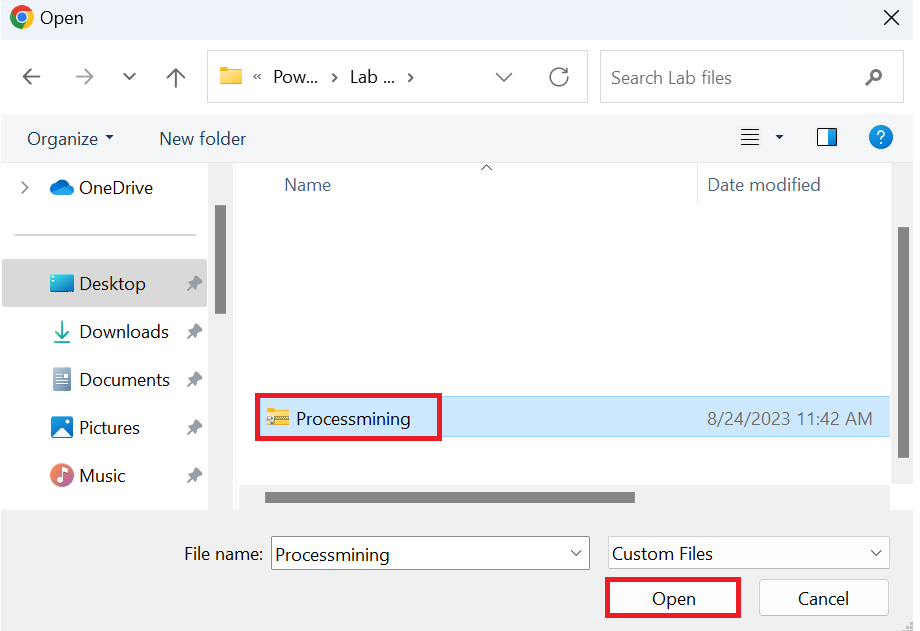 Open
« Pow... > Lab ... >
Search Lab files
Organize
New folder
?
Name
Date modified
OneDrive
Desktop
Downloads
Documents
Pictures
Music
Processmining
8/24/2023 11:42 AM
File name:
Processmining
Custom Files
Open
Cancel